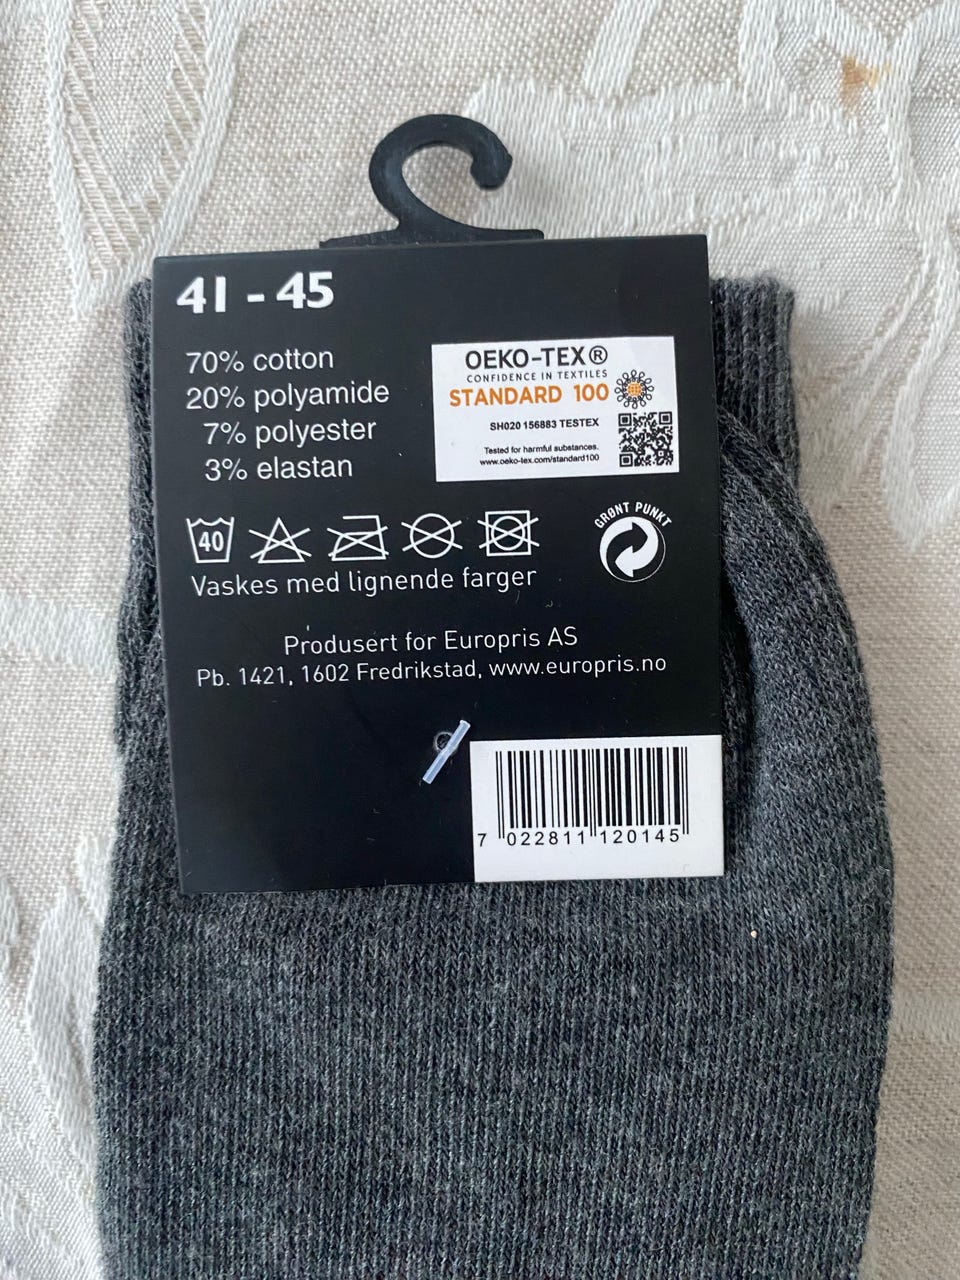 41 - 45
70% cotton
20% polyamide
7% polyester
3% elastan
OEKO-TEX®
CONFIDENCE IN TEXTILES
STANDARD 100
SH020 156883 TESTEX
Tested for harmful substances.
www.oeko-tex.com/standard100
40
Vaskes med lignende farger
GRØNT PUNKT
Produsert for Europris AS
Pb. 1421, 1602 Fredrikstad, www.europris.no
7 022811 120145